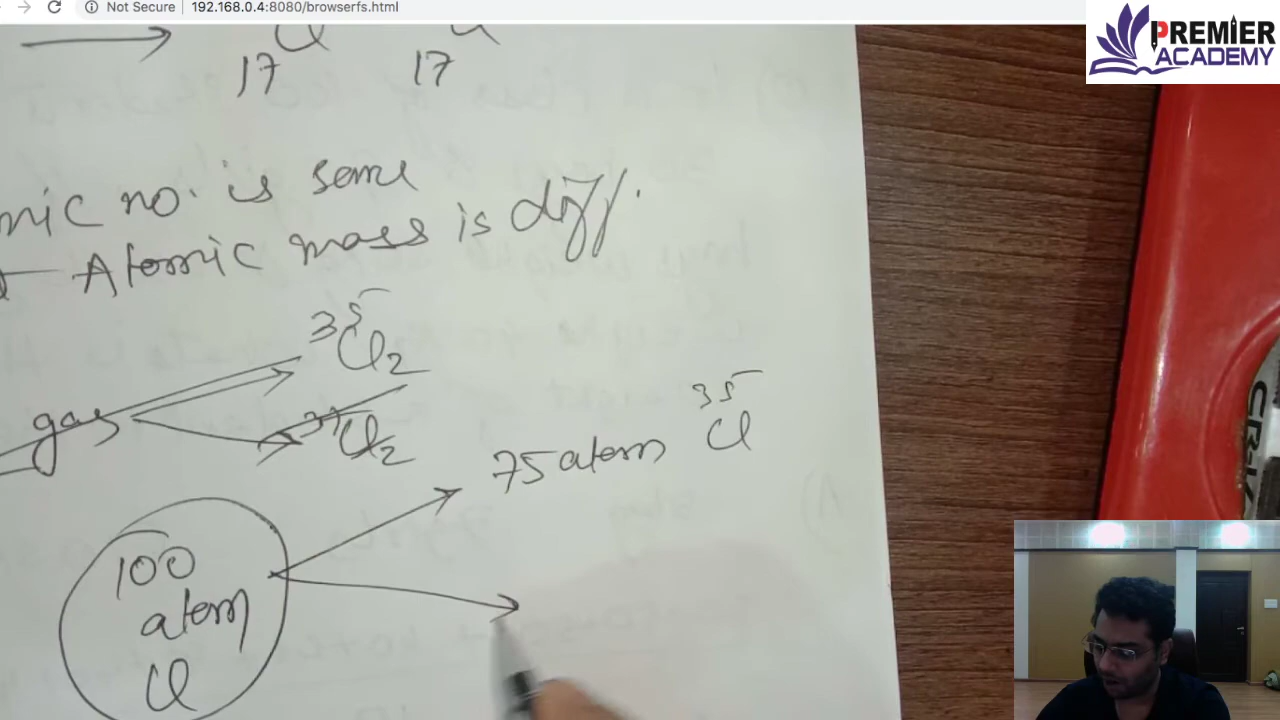 Not Secure | 192.168.0.4:8080/browserfs.html
PREMIER
ACADEMY
17 17
no. is same
Atomic mass is diff.
35Cl2
gas
37Cl2
75 atom 35Cl
100
atom
Cl